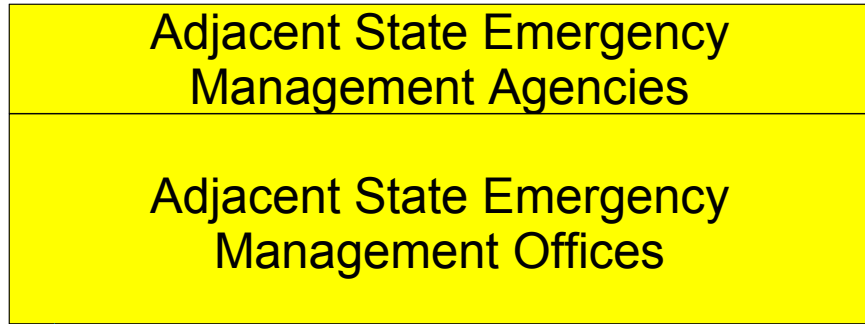 Adjacent State Emergency
Management Agencies
Adjacent State Emergency
Management Offices